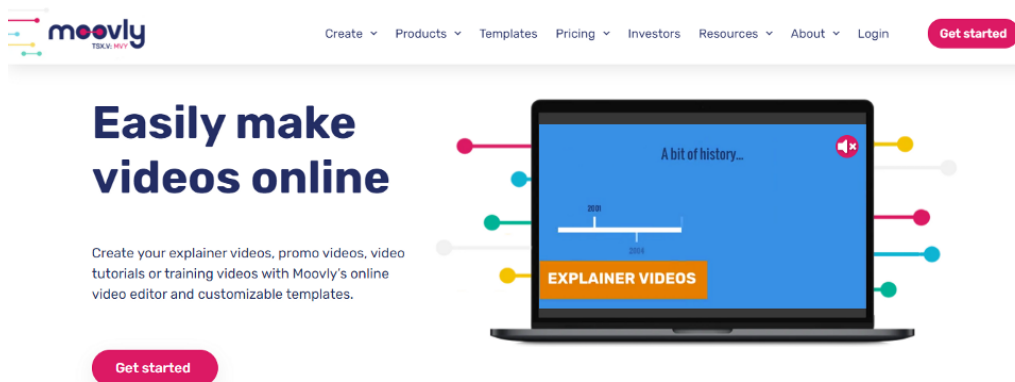 moovly
TSX.V: MVY
Create Products Templates Pricing Investors Resources About Login Get started
Easily make
videos online
Create your explainer videos, promo videos, video
tutorials or training videos with Moovly's online
video editor and customizable templates.
Get started
A bit of history...
2001
2004
EXPLAINER VIDEOS